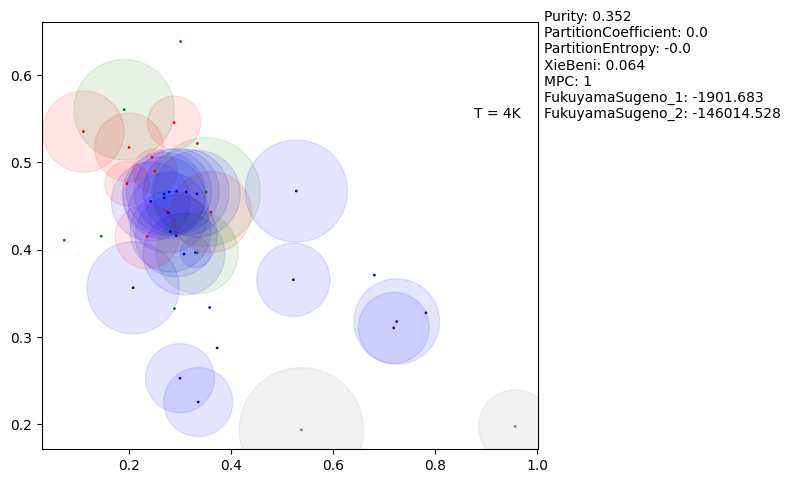 Purity: 0.352
PartitionCoefficient: 0.0
PartitionEntropy: -0.0
XieBeni: 0.064
MPC: 1
FukuyamaSugeno_1: -1901.683
FukuyamaSugeno_2: -146014.528
T = 4K
0.6
0.5
0.4
0.3
0.2
0.2
0.4
0.6
0.8
1.0